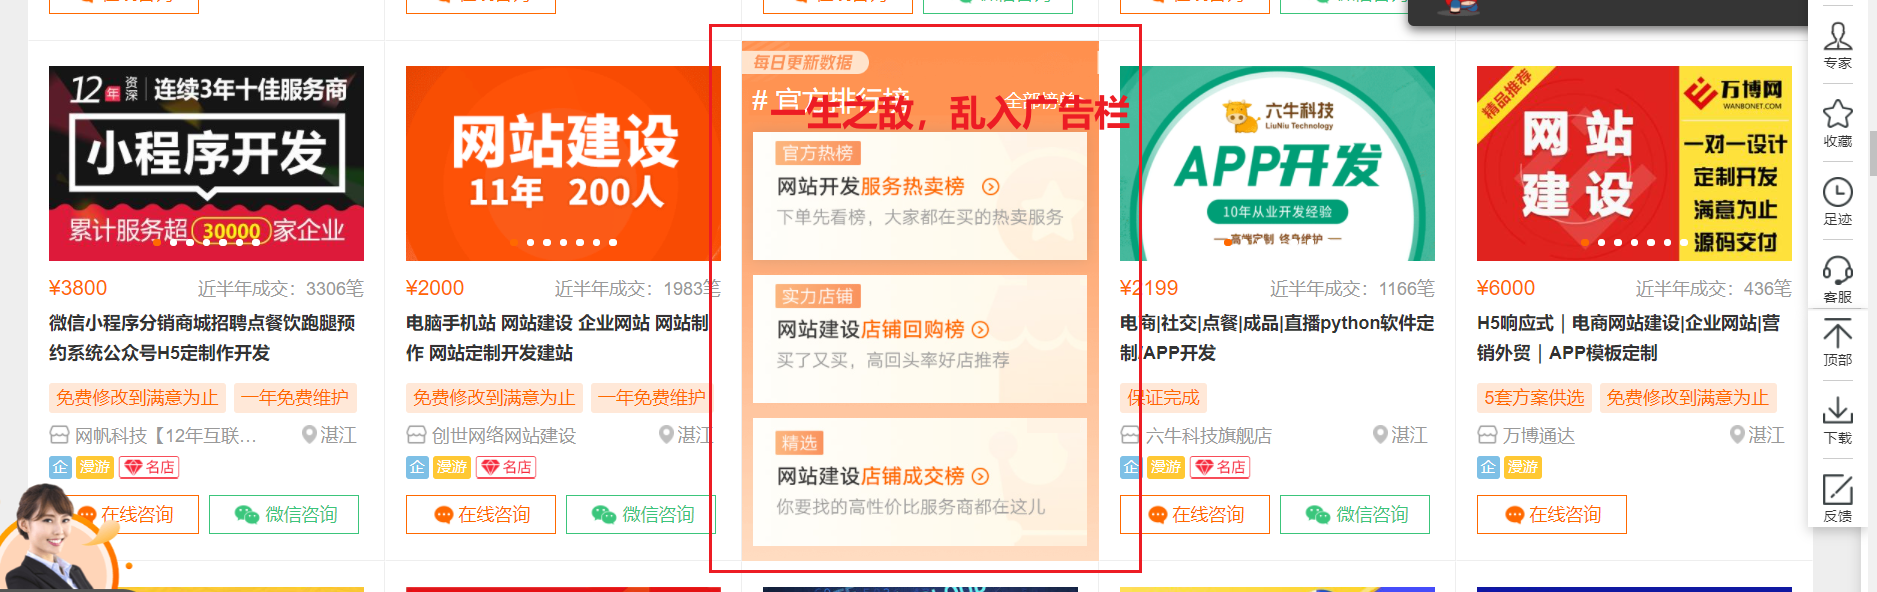 12年
资深
连续3年十佳服务商
小程序开发
累计服务超 30000 家企业
¥3800
近半年成交：3306笔
微信小程序分销商城招聘点餐饮跑腿预
约系统公众号H5定制作开发
免费修改到满意为止
一年免费维护
网帆科技【12年互联...
湛江
企
漫游
名店
在线咨询
微信咨询
网站建设
11年 200人
¥2000
近半年成交：1983笔
电脑手机站 网站建设 企业网站 网站制
作 网站定制开发建站
免费修改到满意为止
一年免费维护
创世网络网站建设
湛江
企
漫游
名店
在线咨询
微信咨询
每日更新数据
# 官方排行榜
全部榜单
一生之敌，乱入广告栏
官方热榜
网站开发服务热卖榜
下单先看榜，大家都在买的热卖服务
实力店铺
网站建设店铺回购榜
买了又买，高回头率好店推荐
精选
网站建设店铺成交榜
你要找的高性价比服务商都在这儿
六牛科技
LiuNiu Technology
APP开发
10年从业开发经验
高端定制 终身维护
¥2199
近半年成交：1166笔
电商|社交|点餐|成品|直播python软件定
制/APP开发
保证完成
六牛科技旗舰店
湛江
企
漫游
名店
在线咨询
微信咨询
精品推荐
网站
建设
万博网
WANBONET.COM
一对一设计
定制开发
满意为止
源码交付
¥6000
近半年成交：436笔
H5响应式｜电商网站建设|企业网站|营
销外贸｜APP模板定制
5套方案供选
免费修改到满意为止
万博通达
湛江
企
漫游
在线咨询
专家
收藏
足迹
客服
顶部
下载
反馈